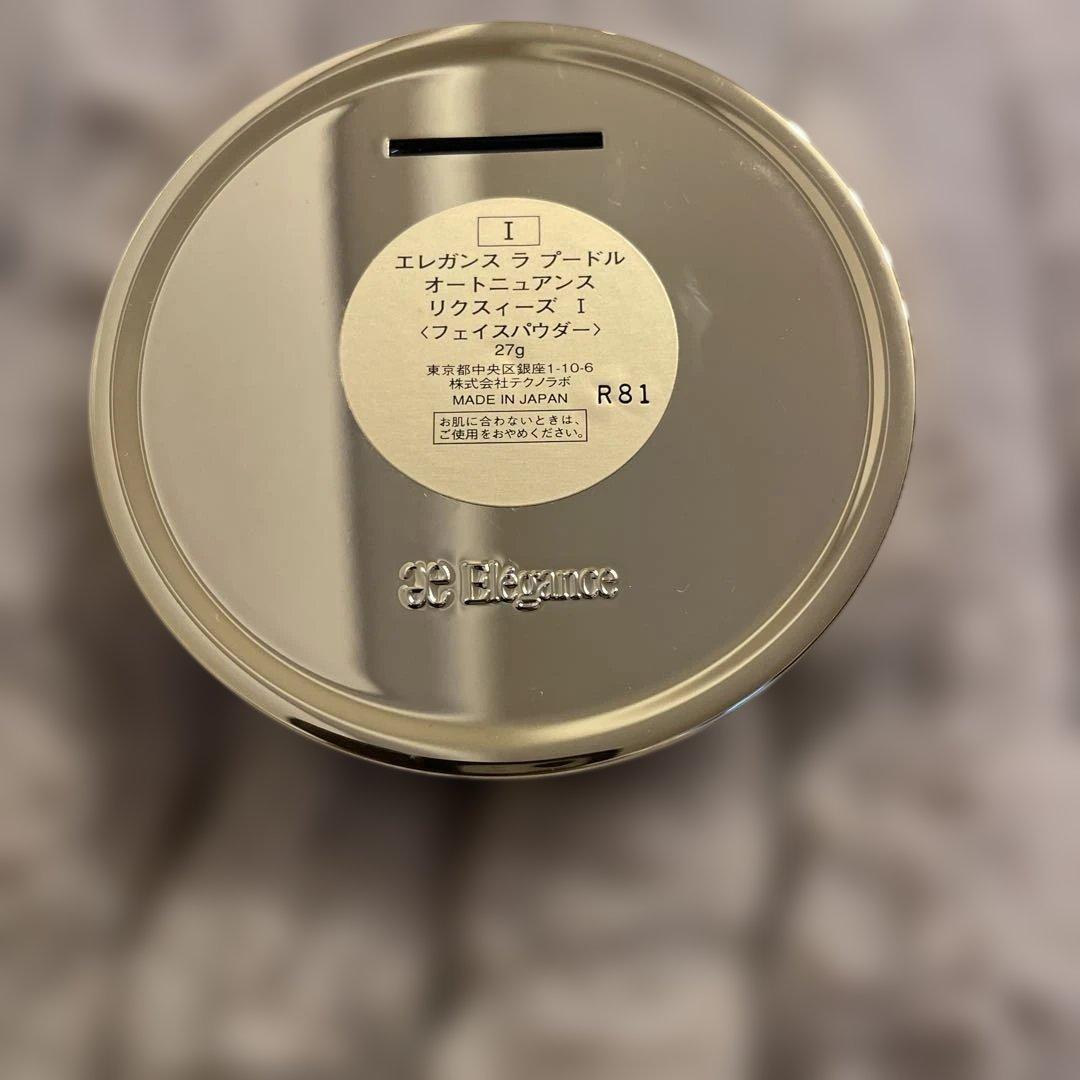 I
エレガンス ラ プードル
オートニュアンス
リクスィーズ I
〈フェイスパウダー〉
27g
東京都中央区銀座1-10-6
株式会社テクノラボ
MADE IN JAPAN
R81
お肌に合わないときは、
ご使用をおやめください。
Elégance